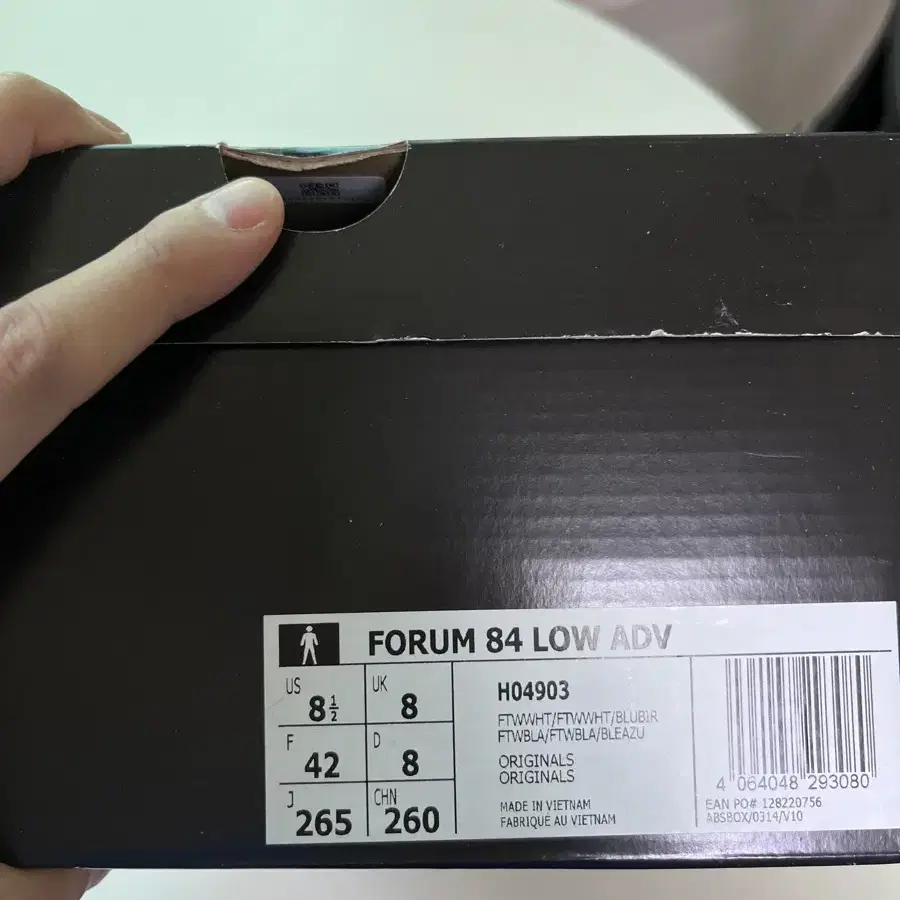 FORUM 84 LOW ADV
US 8½
UK 8
F 42
D 8
J 265
CHN 260
H04903
FTWWHT/FTWWHT/BLUBIR
FTWBLA/FTWBLA/BLEAZU
ORIGINALS
ORIGINALS
MADE IN VIETNAM
FABRIQUÉ AU VIETNAM
4 064048 293080
EAN PO# 128220756
ABSBOX/0314/V10